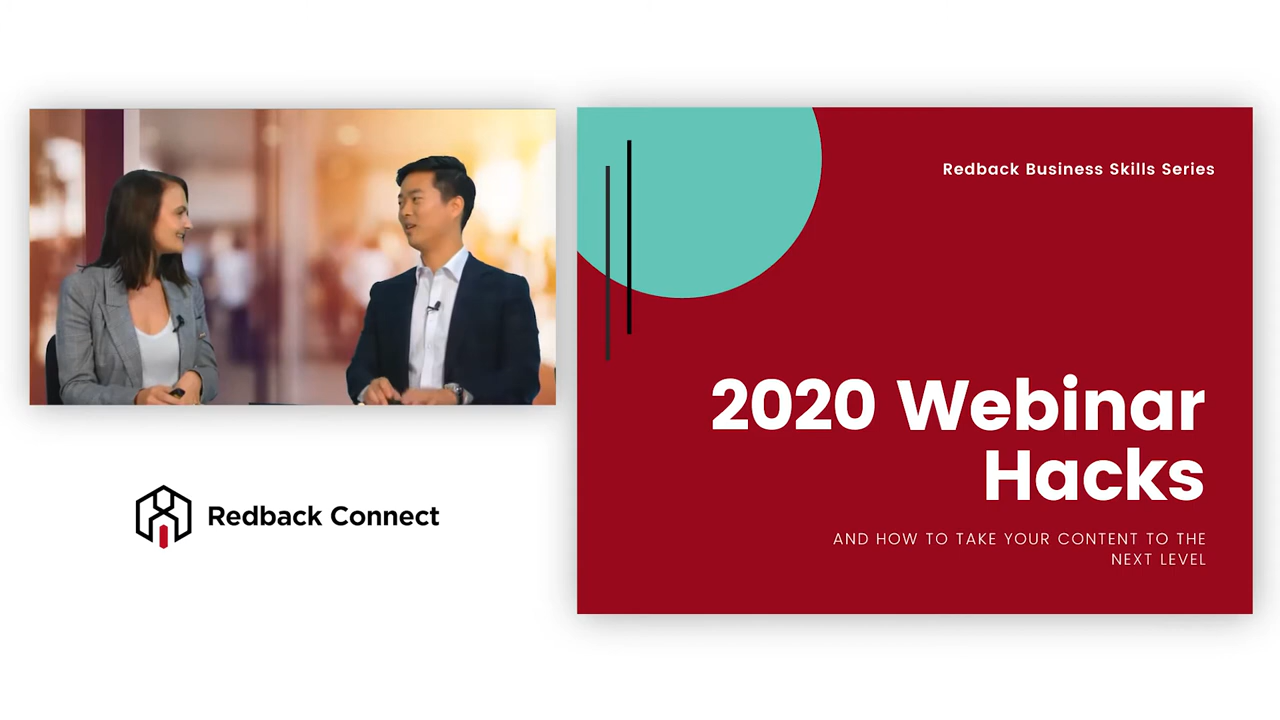 Redback Connect
Redback Business Skills Series
2020 Webinar
Hacks
AND HOW TO TAKE YOUR CONTENT TO THE
NEXT LEVEL